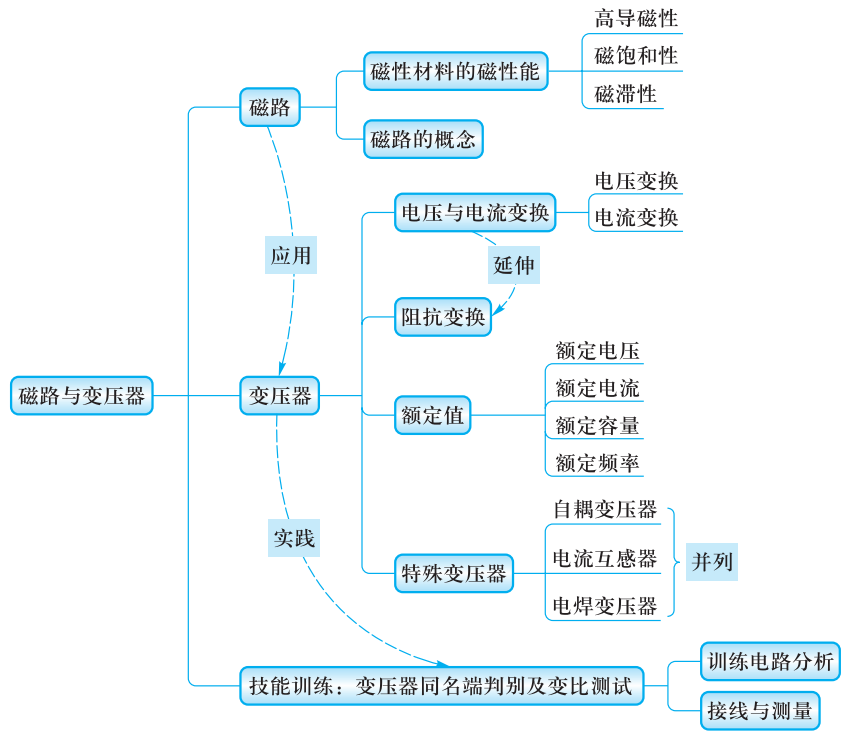 高导磁性
磁性材料的磁性能
磁饱和性
磁滞性
磁路
磁路的概念
电压变换
电压与电流变换
电流变换
应用
延伸
阻抗变换
额定电压
磁路与变压器
变压器
额定电流
额定值
额定容量
额定频率
自耦变压器
实践
电流互感器
并列
特殊变压器
电焊变压器
训练电路分析
技能训练：变压器同名端判别及变比测试
接线与测量